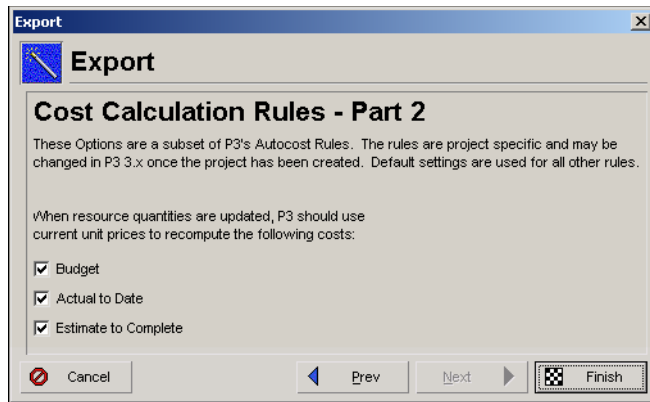 Export
Export
Cost Calculation Rules - Part 2
These Options are a subset of P3's Autocost Rules. The rules are project specific and may be
changed in P3 3.x once the project has been created. Default settings are used for all other rules.
When resource quantities are updated, P3 should use
current unit prices to recompute the following costs:
Budget
Actual to Date
Estimate to Complete
Cancel Prev Next Finish